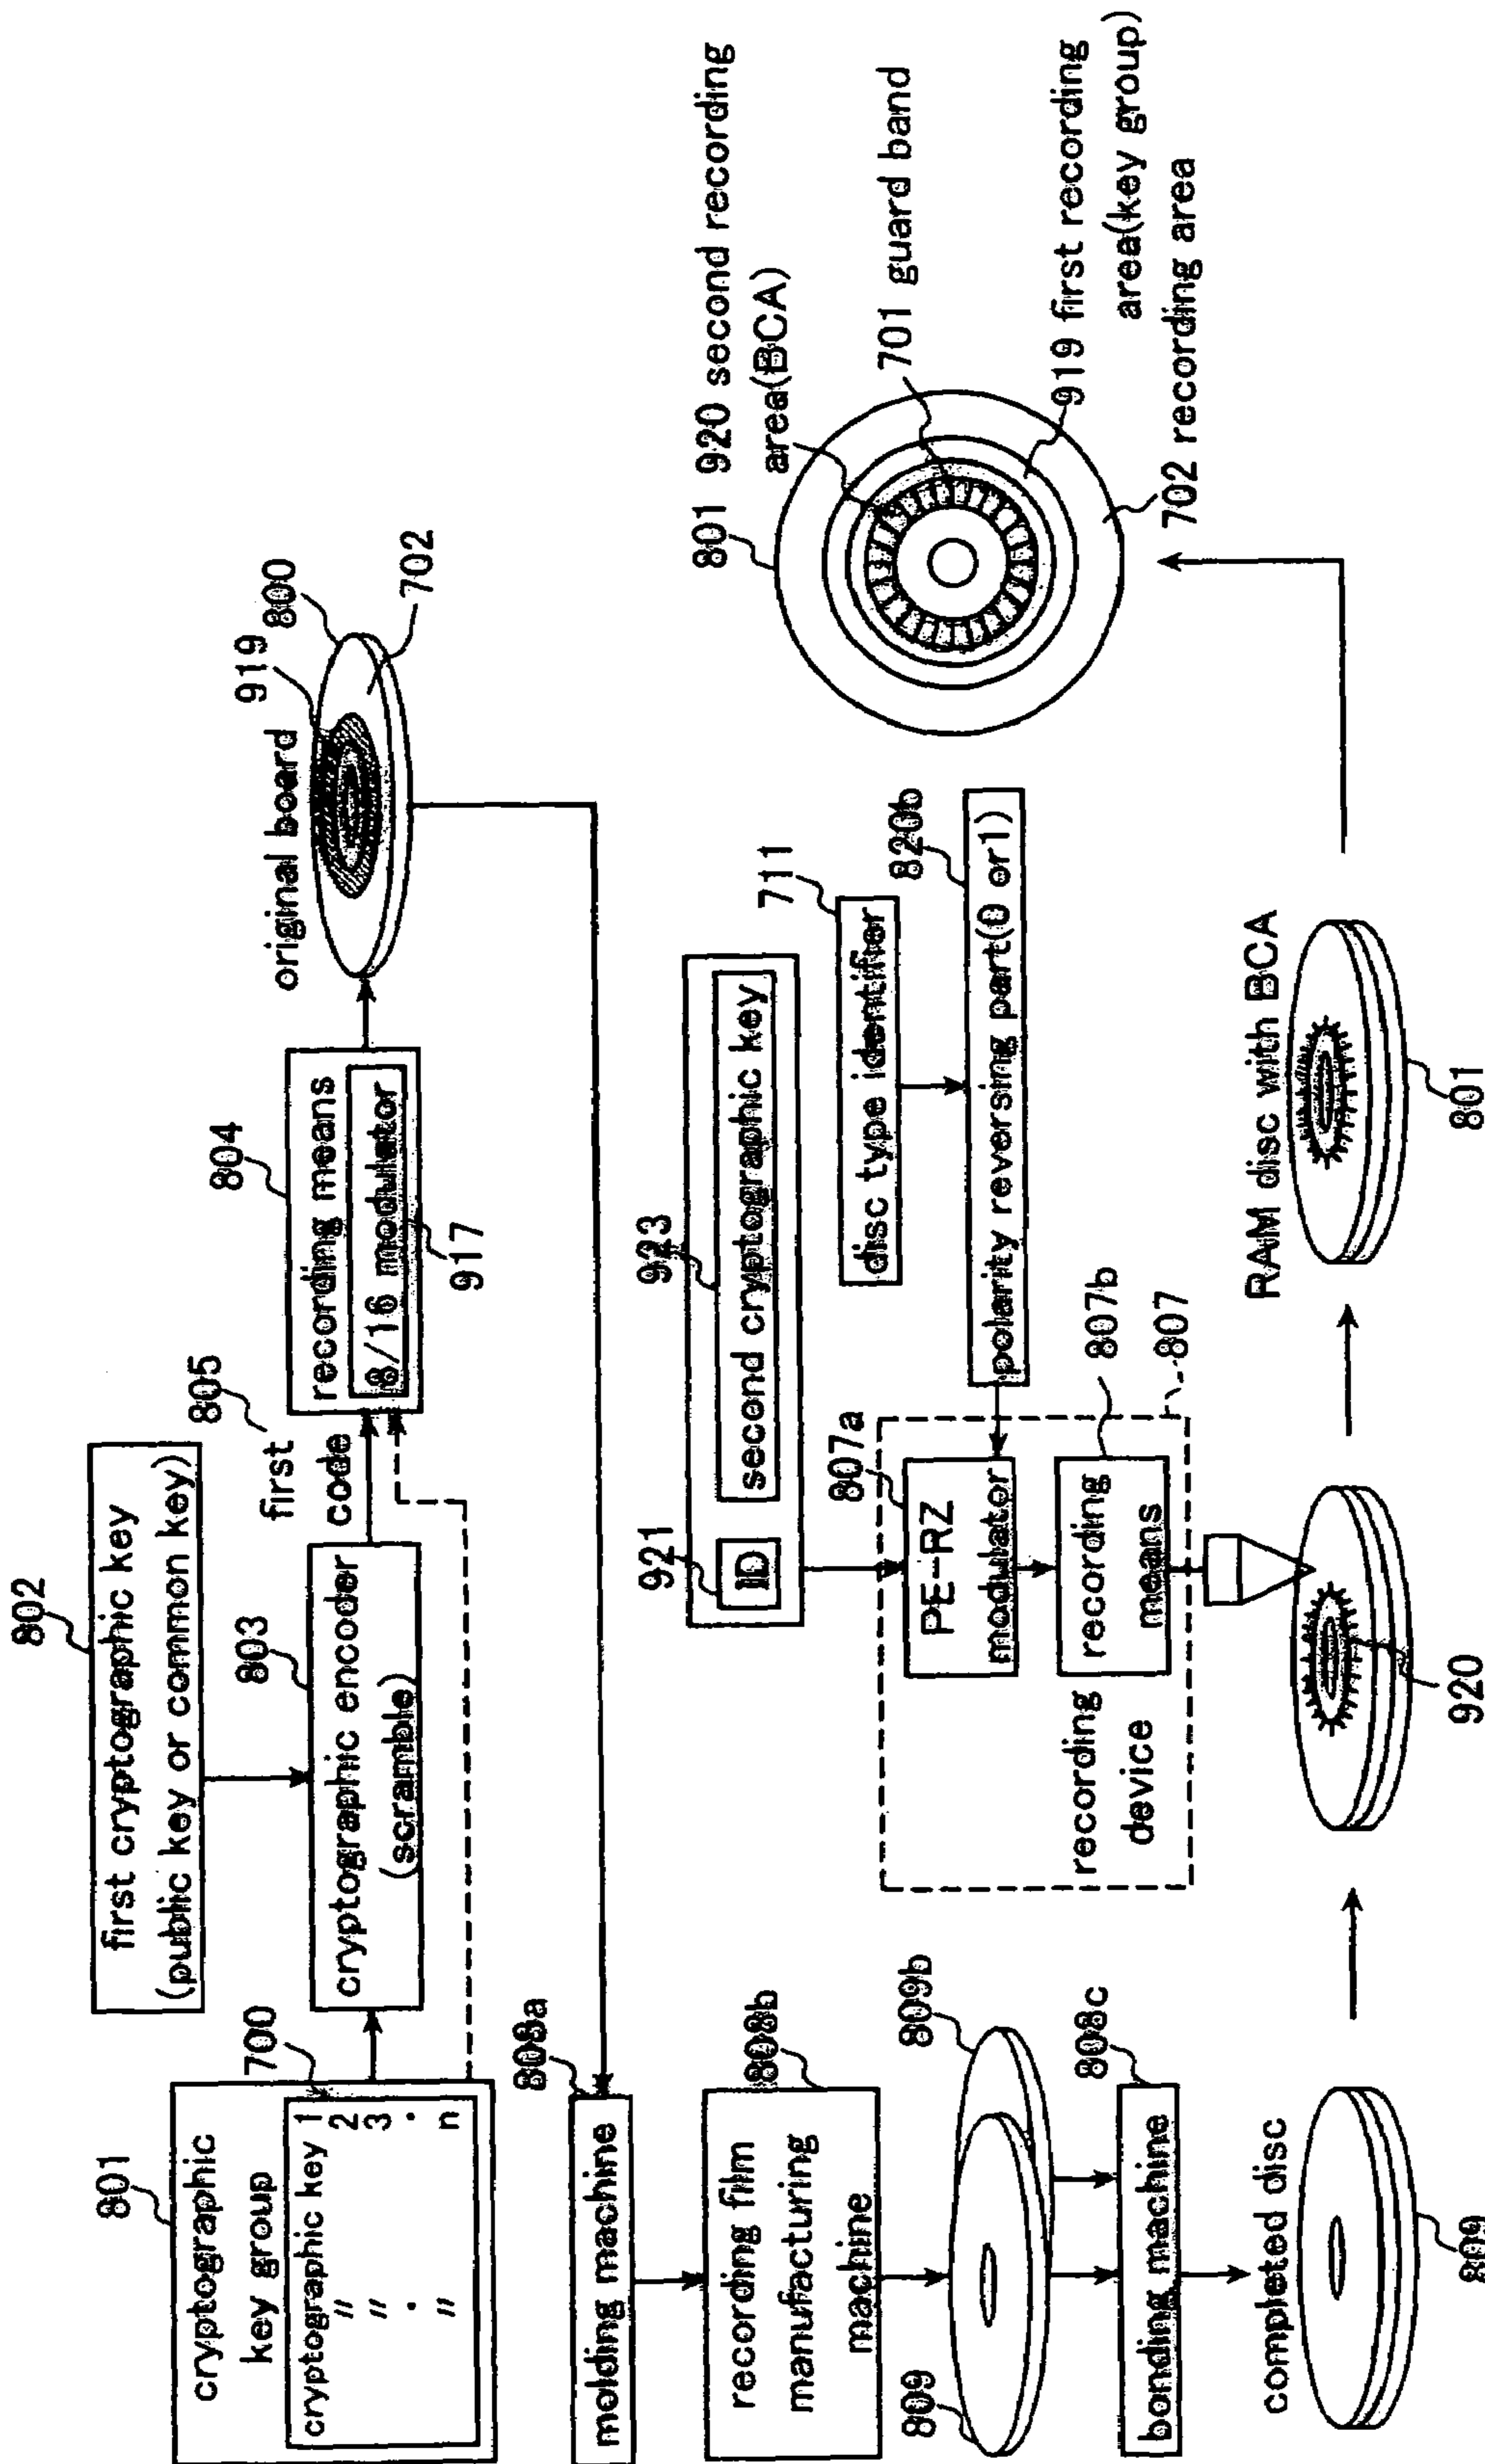 801
cryptographic
key group
700
cryptographic key 1
〃 2
〃 3
· ·
〃 n
802
first cryptographic key
(public key or common key)
803
cryptographic encoder
(scramble)
805
first
code
804
recording means
8/16 modulator
917
original board
919
800
702
808a
molding machine
808b
recording film
manufacturing
machine
809
809b
808c
bonding machine
completed disc
809
921
ID
923
second cryptographic key
711
disc type identifier
820b
polarity reversing part(0 or1)
807a
PE-RZ
modulator
807b
recording
means
807
recording
device
920
RAM disc with BCA
801
801
920 second recording
area(BCA)
701 guard band
919 first recording
area(key group)
702 recording area